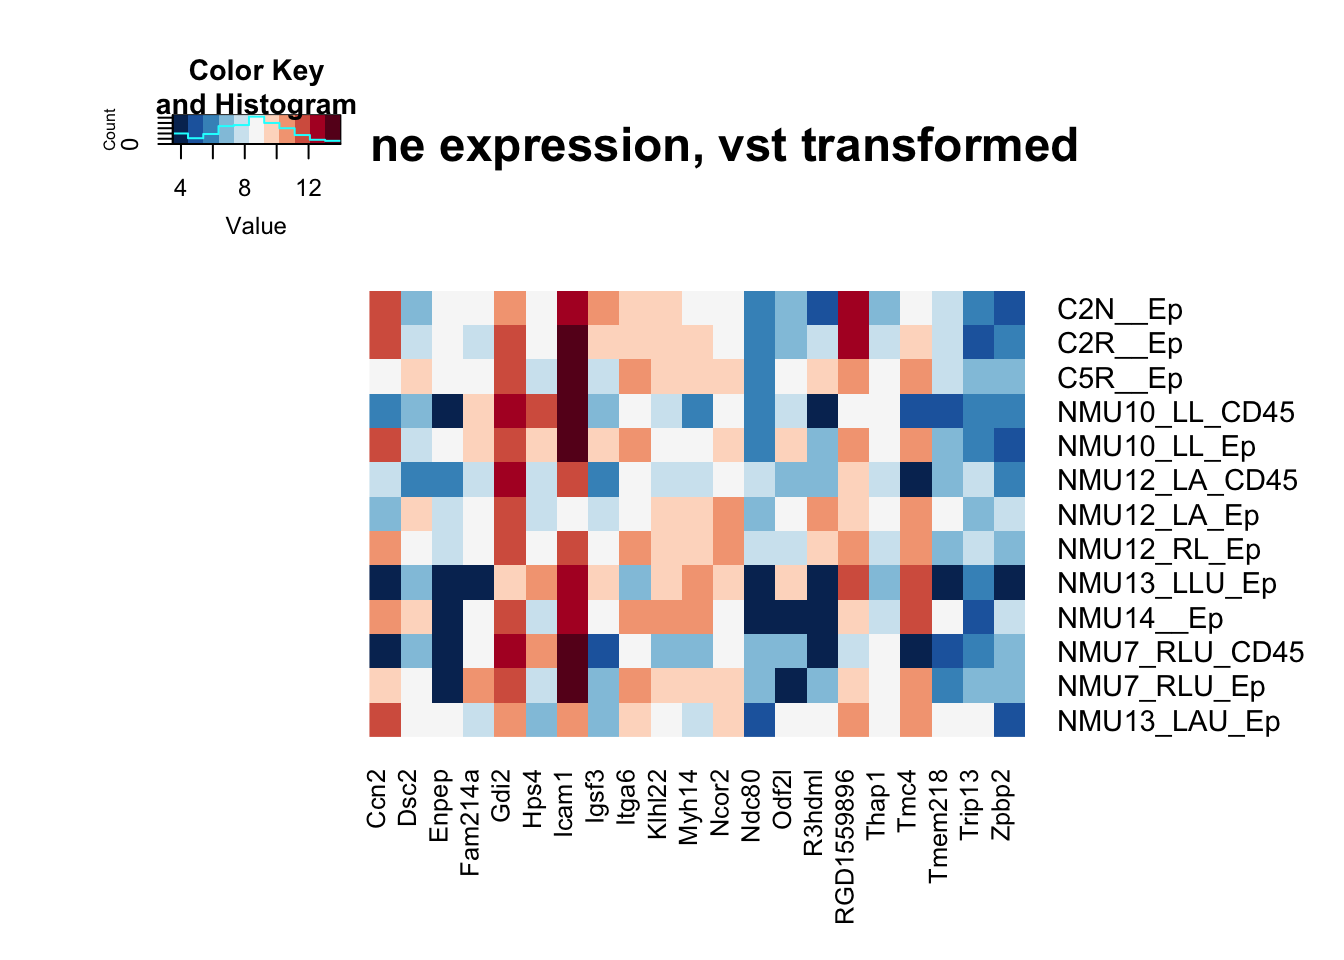 Color Key
and Histogram
Count
0
4 8 12
Value
ne expression, vst transformed
C2N__Ep
C2R__Ep
C5R__Ep
NMU10_LL_CD45
NMU10_LL_Ep
NMU12_LA_CD45
NMU12_LA_Ep
NMU12_RL_Ep
NMU13_LLU_Ep
NMU14__Ep
NMU7_RLU_CD45
NMU7_RLU_Ep
NMU13_LAU_Ep
Ccn2
Dsc2
Enpep
Fam214a
Gdi2
Hps4
Icam1
Igsf3
Itga6
Klhl22
Myh14
Ncor2
Ndc80
Odf2l
R3hdml
RGD1559896
Thap1
Tmc4
Tmem218
Trip13
Zpbp2